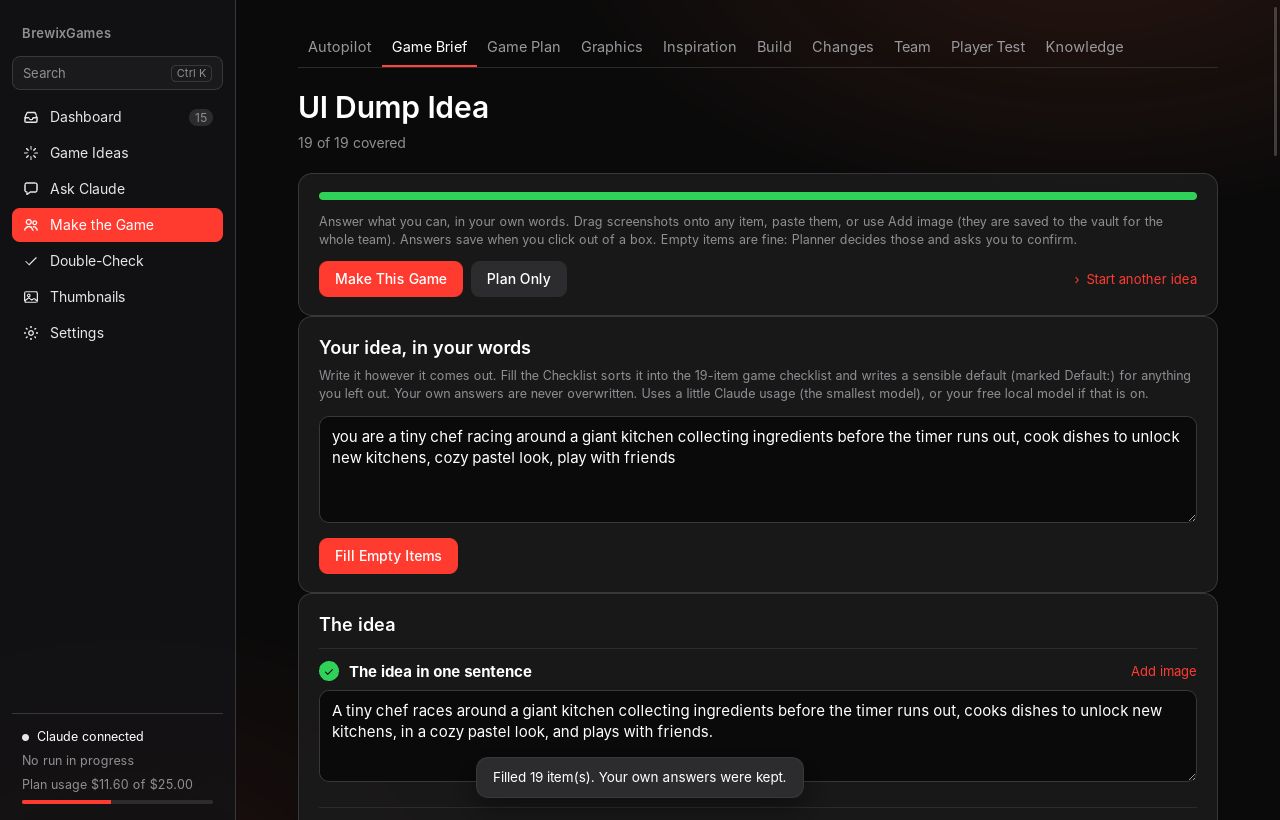 BrewixGames
Search
Ctrl K
Dashboard
15
Game Ideas
Ask Claude
Make the Game
Double-Check
Thumbnails
Settings
Claude connected
No run in progress
Plan usage $11.60 of $25.00
Autopilot
Game Brief
Game Plan
Graphics
Inspiration
Build
Changes
Team
Player Test
Knowledge
UI Dump Idea
19 of 19 covered
Answer what you can, in your own words. Drag screenshots onto any item, paste them, or use Add image (they are saved to the vault for the
whole team). Answers save when you click out of a box. Empty items are fine: Planner decides those and asks you to confirm.
Make This Game
Plan Only
› Start another idea
Your idea, in your words
Write it however it comes out. Fill the Checklist sorts it into the 19-item game checklist and writes a sensible default (marked Default:) for anything
you left out. Your own answers are never overwritten. Uses a little Claude usage (the smallest model), or your free local model if that is on.
you are a tiny chef racing around a giant kitchen collecting ingredients before the timer runs out, cook dishes to unlock
new kitchens, cozy pastel look, play with friends
Fill Empty Items
The idea
The idea in one sentence
Add image
A tiny chef races around a giant kitchen collecting ingredients before the timer runs out, cooks dishes to unlock new
kitchens, in a cozy pastel look, and plays with friends.
Filled 19 item(s). Your own answers were kept.